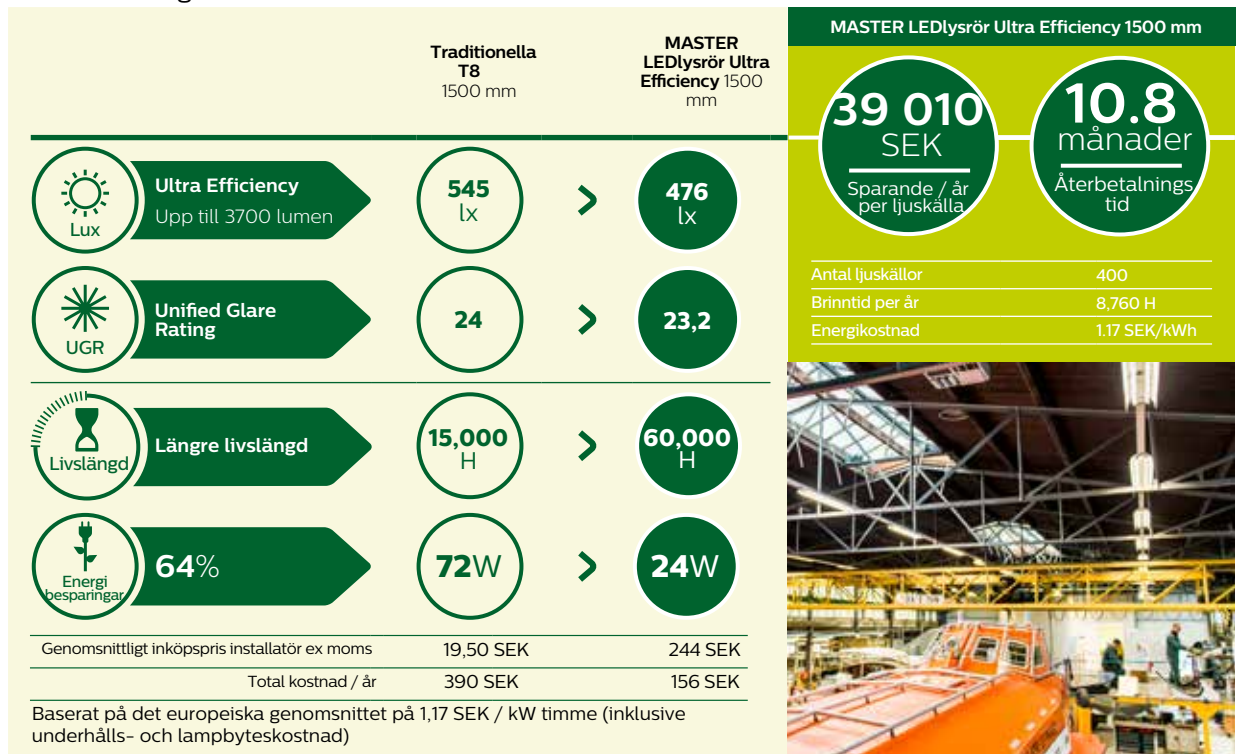 Traditionella
T8
1500 mm
MASTER
LEDlysrör Ultra
Efficiency 1500
mm
Lux
Ultra Efficiency
Upp till 3700 lumen
545
lx
>
476
lx
UGR
Unified Glare
Rating
24
>
23,2
Livslängd
Längre livslängd
15,000
H
>
60,000
H
Energi
besparingar
64%
72W
>
24W
Genomsnittligt inköpspris installatör ex moms 19,50 SEK 244 SEK
Total kostnad / år 390 SEK 156 SEK
Baserat på det europeiska genomsnittet på 1,17 SEK / kW timme (inklusive
underhålls- och lampbyteskostnad)
MASTER LEDlysrör Ultra Efficiency 1500 mm
39 010
SEK
Sparande / år
per ljuskälla
10.8
månader
Återbetalnings
tid
Antal ljuskällor 400
Brinntid per år 8,760 H
Energikostnad 1.17 SEK/kWh